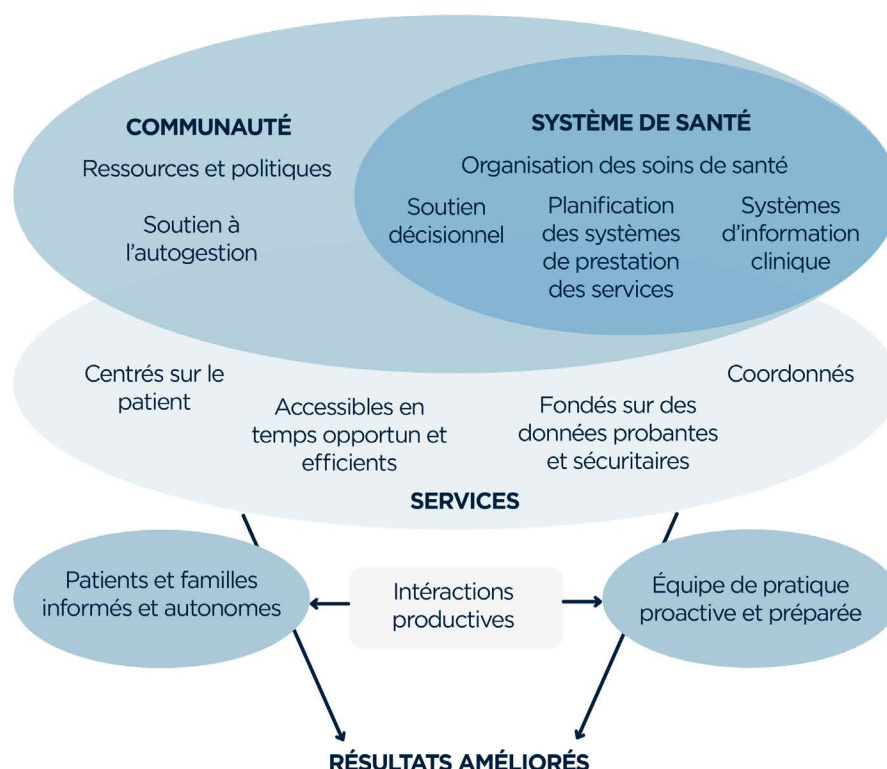 COMMUNAUTÉ
Ressources et politiques
Soutien à
l'autogestion
SYSTÈME DE SANTÉ
Organisation des soins de santé
Soutien
décisionnel
Planification
des systèmes
de prestation
des services
Systèmes
d'information
clinique
Centrés sur le
patient
Accessibles en
temps opportun et
efficients
Fondés sur des
données probantes
et sécuritaires
Coordonnés
SERVICES
Patients et familles
informés et autonomes
Intéractions
productives
Équipe de pratique
proactive et préparée
RÉSULTATS AMÉLIORÉS